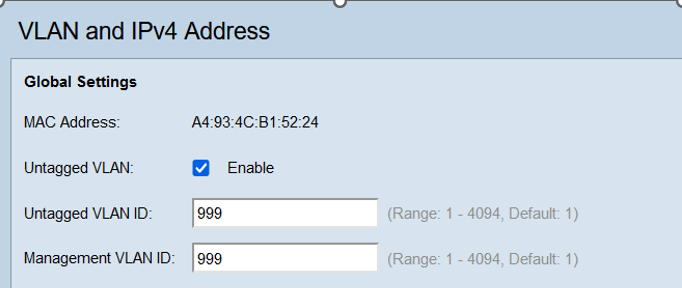 VLAN and IPv4 Address
Global Settings
MAC Address: A4:93:4C:B1:52:24
Untagged VLAN: Enable
Untagged VLAN ID: 999 (Range: 1 - 4094, Default: 1)
Management VLAN ID: 999 (Range: 1 - 4094, Default: 1)